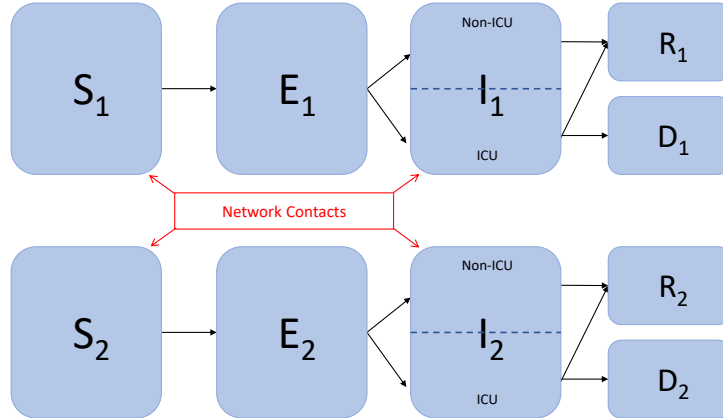 Non-ICU
S1
E1
I1
R1
D1
ICU
Network Contacts
Non-ICU
S2
E2
I2
R2
D2
ICU